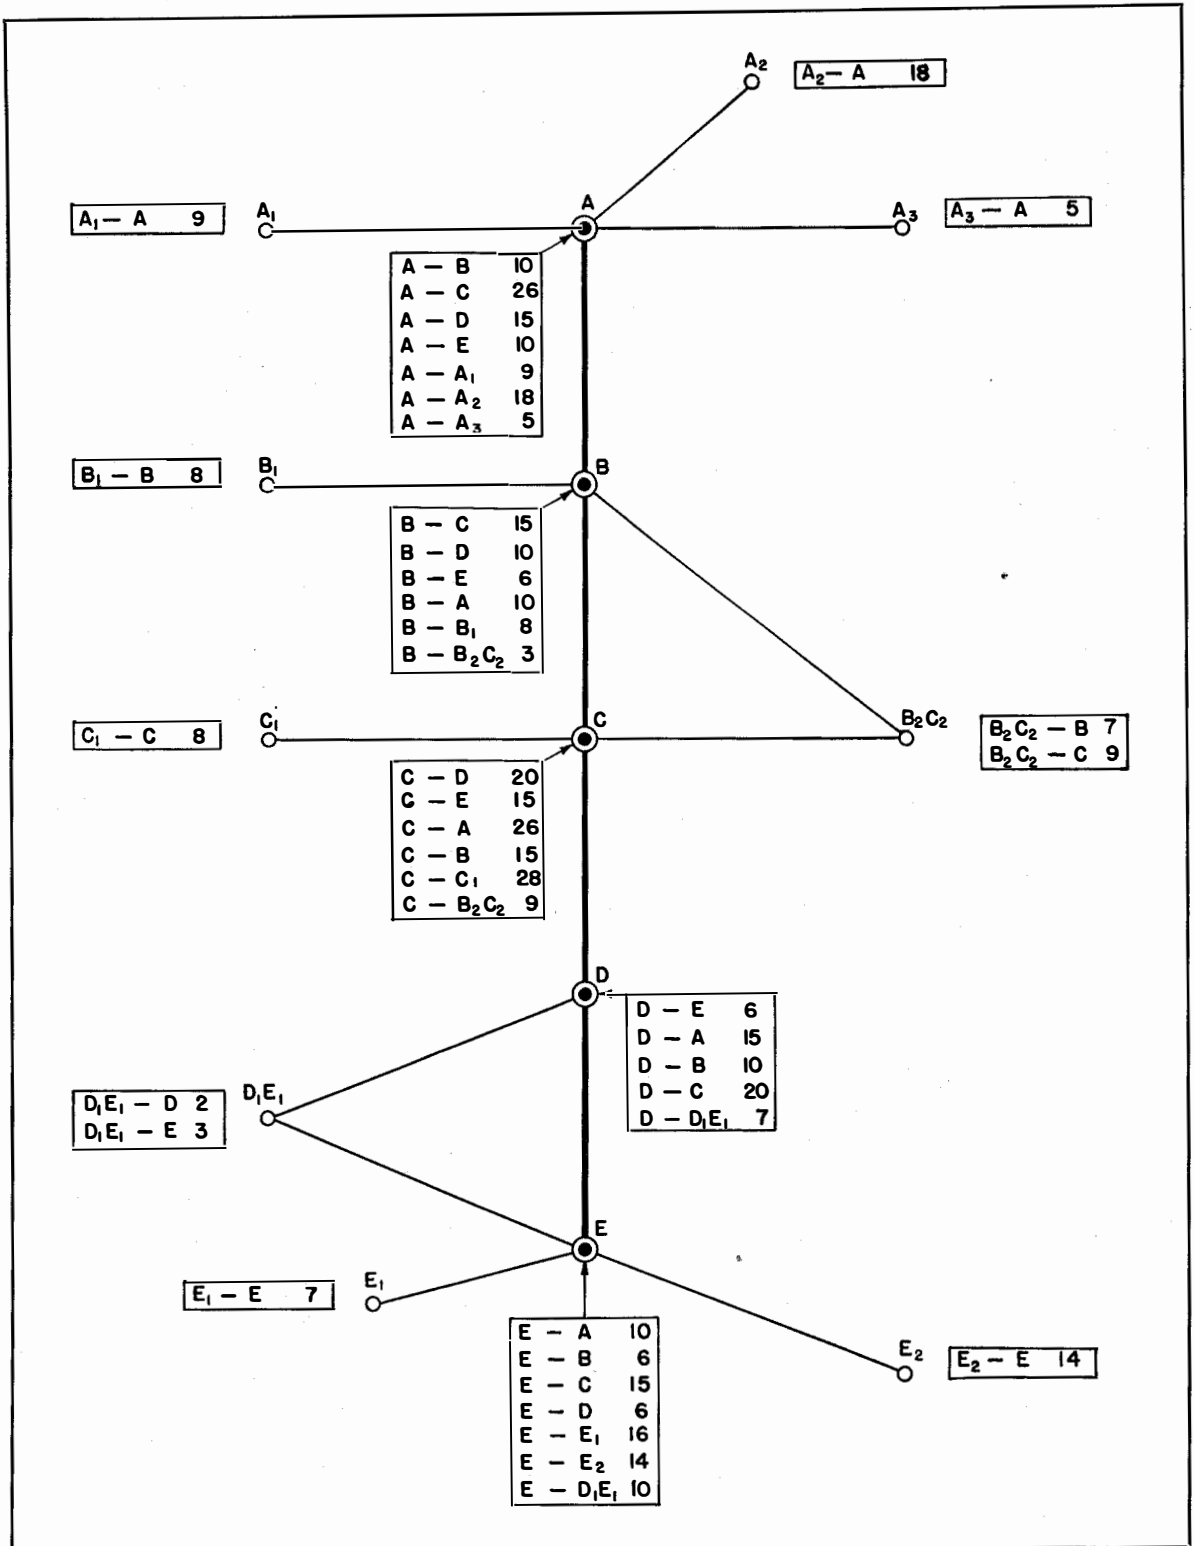 A₂
A₂— A 18
A₁— A 9
A₁
A
A₃
A₃ — A 5
A — B 10
A — C 26
A — D 15
A — E 10
A — A₁ 9
A — A₂ 18
A — A₃ 5
B₁ — B 8
B₁
B
B — C 15
B — D 10
B — E 6
B — A 10
B — B₁ 8
B — B₂C₂ 3
C₁ — C 8
C₁
C
B₂C₂
B₂C₂ — B 7
B₂C₂ — C 9
C — D 20
C — E 15
C — A 26
C — B 15
C — C₁ 28
C — B₂C₂ 9
D
D — E 6
D — A 15
D — B 10
D — C 20
D — D₁E₁ 7
D₁E₁ — D 2
D₁E₁ — E 3
D₁E₁
E
E₁ — E 7
E₁
E — A 10
E — B 6
E — C 15
E — D 6
E — E₁ 16
E — E₂ 14
E — D₁E₁ 10
E₂
E₂ — E 14